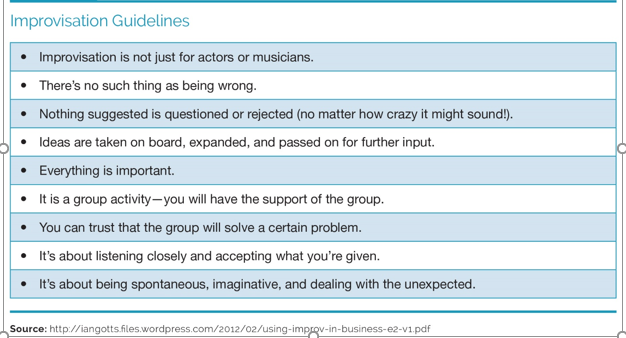 Improvisation Guidelines
• Improvisation is not just for actors or musicians.
• There's no such thing as being wrong.
• Nothing suggested is questioned or rejected (no matter how crazy it might sound!).
• Ideas are taken on board, expanded, and passed on for further input.
• Everything is important.
• It is a group activity—you will have the support of the group.
• You can trust that the group will solve a certain problem.
• It's about listening closely and accepting what you're given.
• It's about being spontaneous, imaginative, and dealing with the unexpected.
Source: http://iangotts.files.wordpress.com/2012/02/using-improv-in-business-e2-v1.pdf